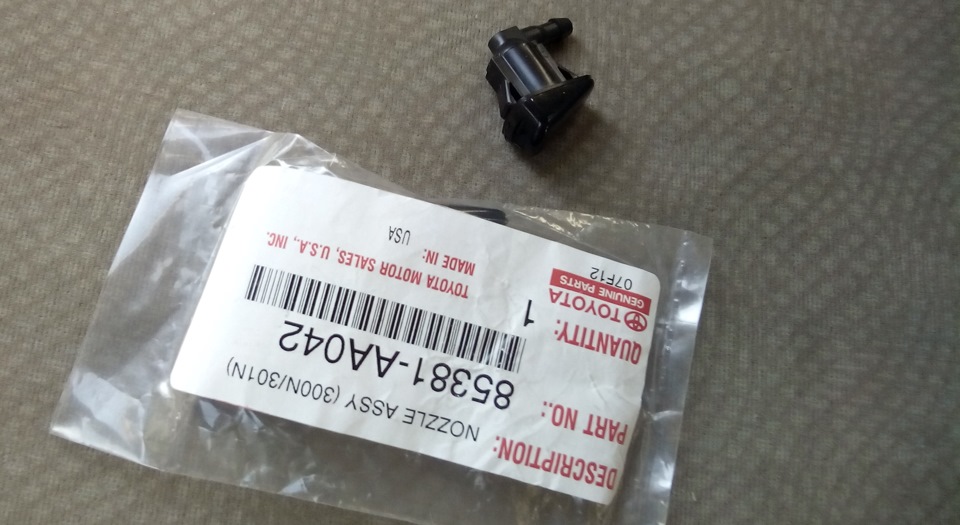 DESCRIPTION:
NOZZLE ASSY (300N/301N)
PART NO.:
85381-AA042
QUANTITY:
1
TOYOTA
GENUINE PARTS
07F12
TOYOTA MOTOR SALES, U.S.A, INC.
MADE IN: USA